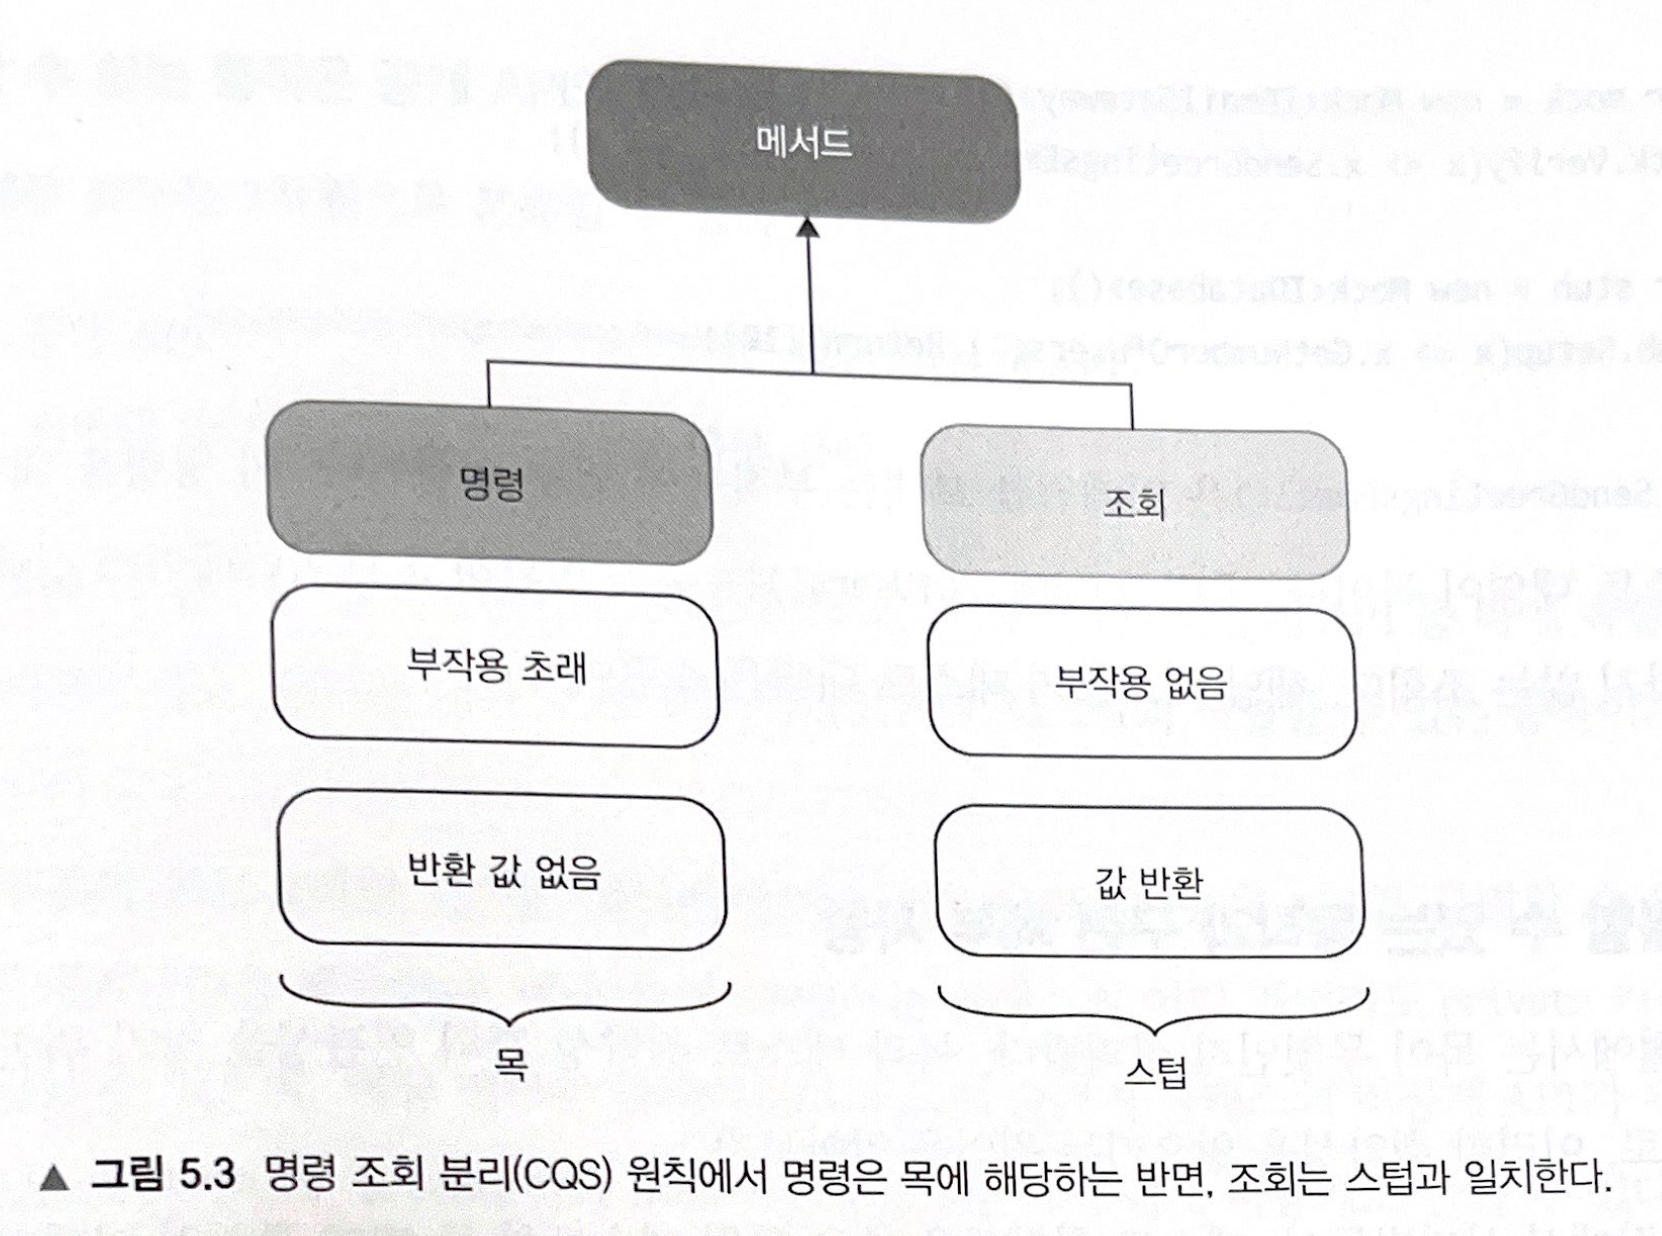 메서드
명령
조회
부작용 초래
부작용 없음
반환 값 없음
값 반환
목
스텁
▲ 그림 5.3 명령 조회 분리(CQS) 원칙에서 명령은 목에 해당하는 반면, 조회는 스텁과 일치한다.